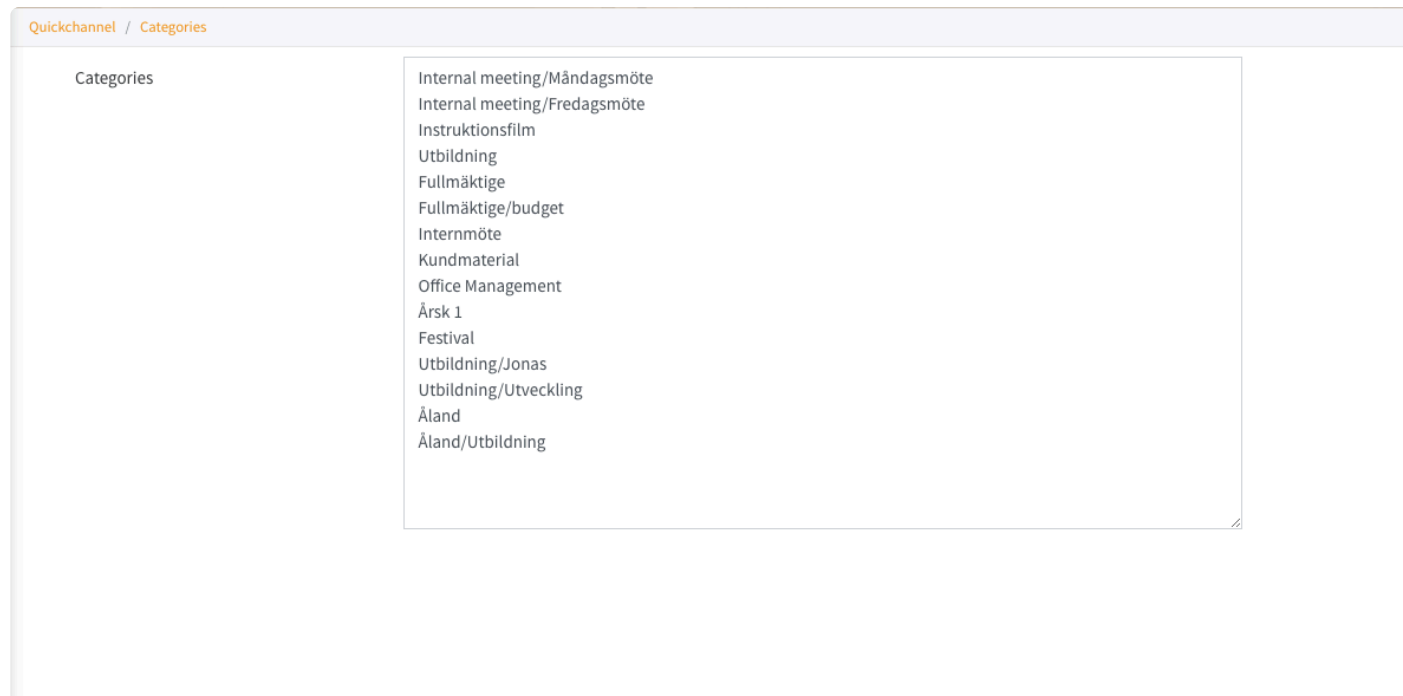 Quickchannel / Categories
Categories
Internal meeting/Måndagsmöte
Internal meeting/Fredagsmöte
Instruktionsfilm
Utbildning
Fullmäktige
Fullmäktige/budget
Internmöte
Kundmaterial
Office Management
Årsk 1
Festival
Utbildning/Jonas
Utbildning/Utveckling
Åland
Åland/Utbildning